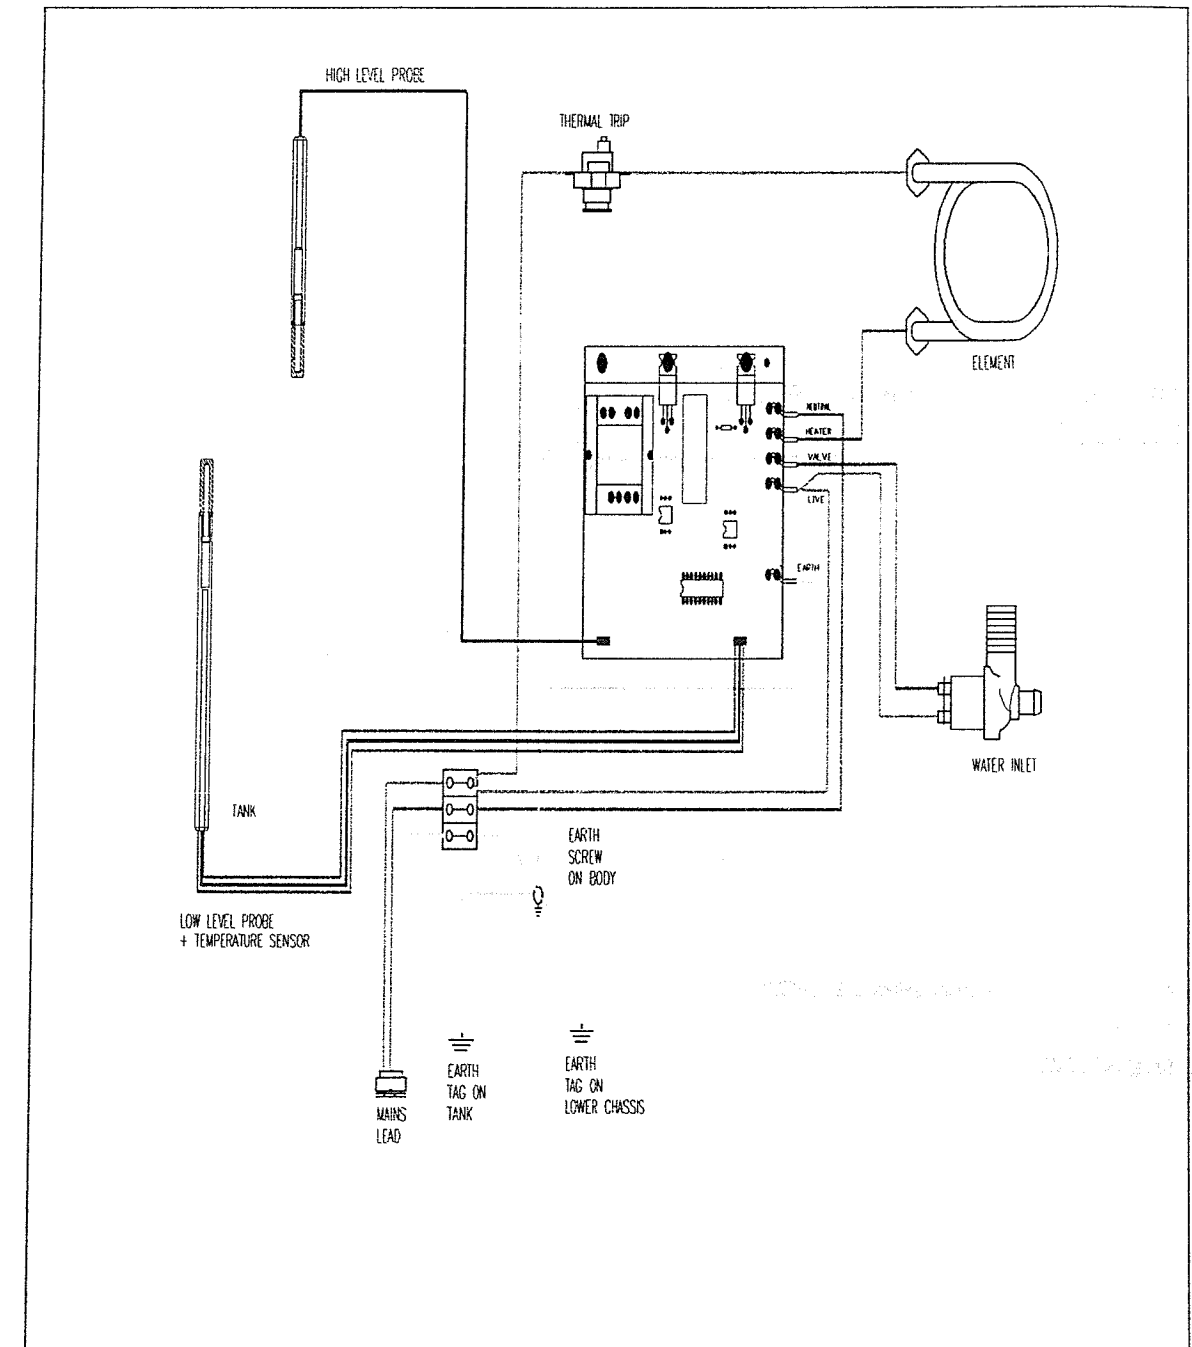 HIGH LEVEL PROBE
THERMAL TRIP
ELEMENT
NEUTRAL
HEATER
VALVE
LIVE
EARTH
WATER INLET
TANK
EARTH
SCREW
ON BODY
LOW LEVEL PROBE
+ TEMPERATURE SENSOR
EARTH
TAG ON
TANK
EARTH
TAG ON
LOWER CHASSIS
MAINS
LEAD